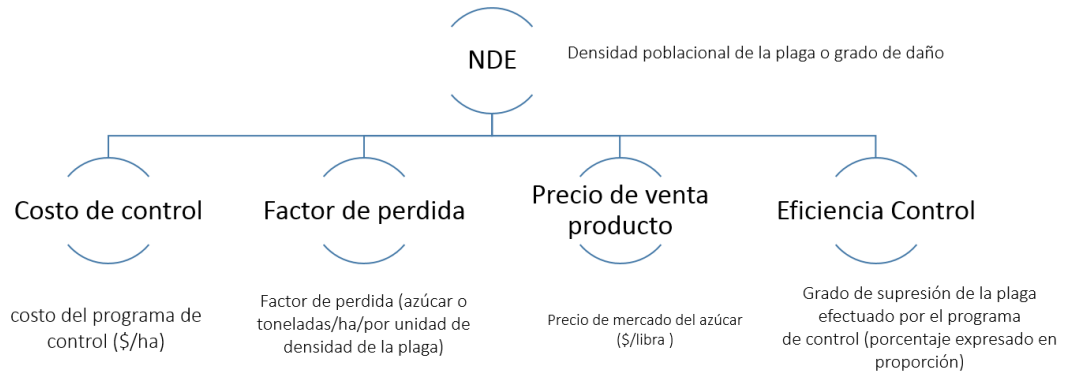 NDE
Densidad poblacional de la plaga o grado de daño
Costo de control
Factor de perdida
Precio de venta
producto
Eficiencia Control
costo del programa de
control ($/ha)
Factor de perdida (azúcar o
toneladas/ha/por unidad de
densidad de la plaga)
Precio de mercado del azúcar
($/libra )
Grado de supresión de la plaga
efectuado por el programa
de control (porcentaje expresado en
proporción)